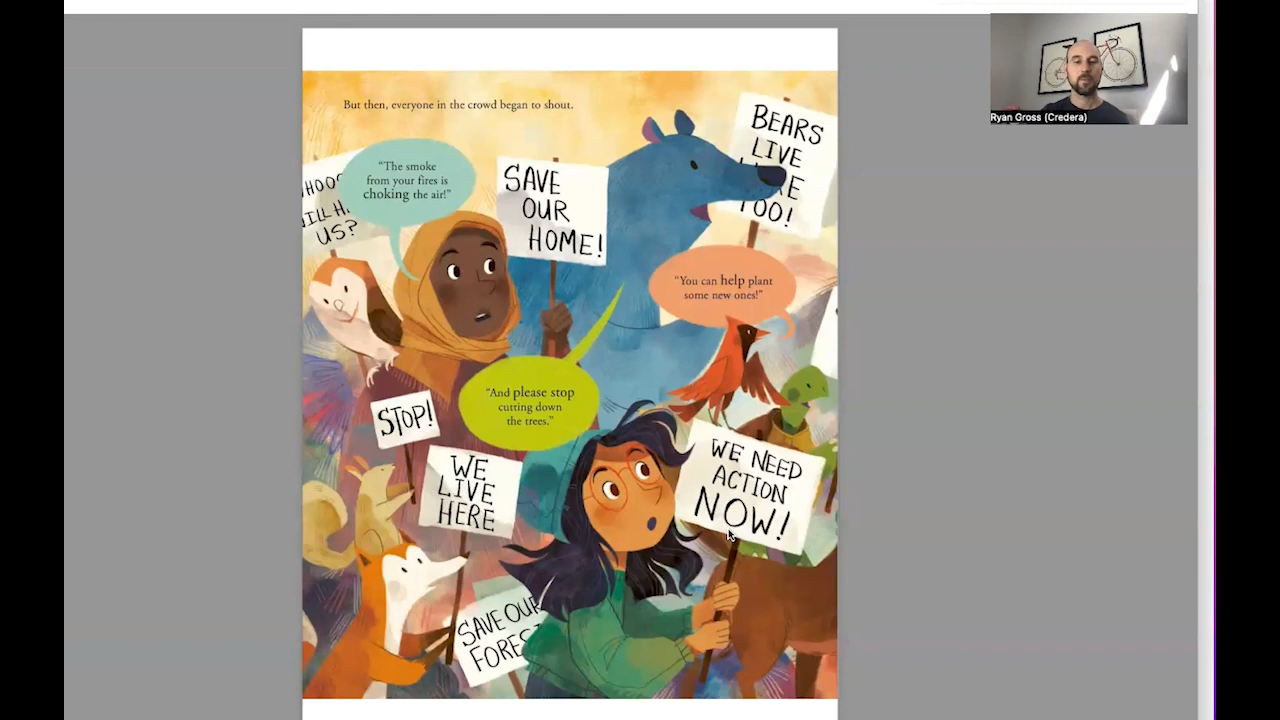 But then, everyone in the crowd began to shout.
"The smoke
from your fires is
choking the air!"
US?
SAVE
OUR
HOME!
BEARS
LIVE
TOO!
"You can help plant
some new ones!"
"And please stop
cutting down
the trees."
STOP!
WE
LIVE
HERE
WE NEED
ACTION
NOW!
SAVE OUR
Ryan Gross (Credera)